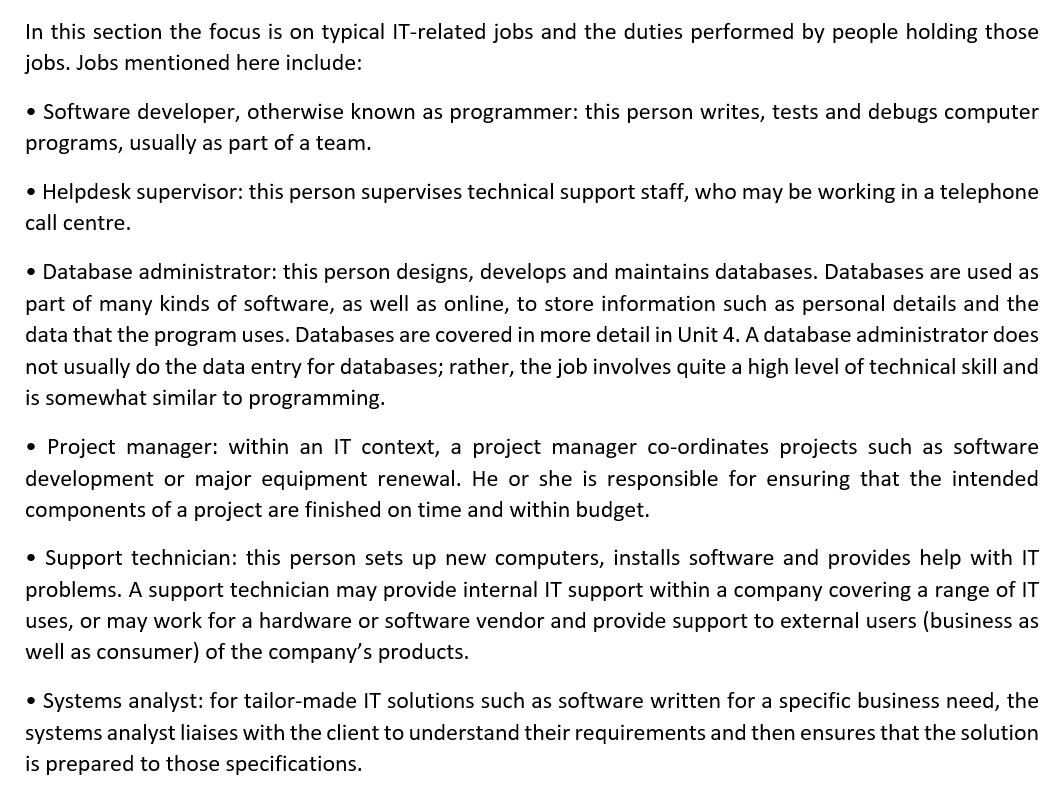 In this section the focus is on typical IT-related jobs and the duties performed by people holding those
jobs. Jobs mentioned here include:
• Software developer, otherwise known as programmer: this person writes, tests and debugs computer
programs, usually as part of a team.
• Helpdesk supervisor: this person supervises technical support staff, who may be working in a telephone
call centre.
• Database administrator: this person designs, develops and maintains databases. Databases are used as
part of many kinds of software, as well as online, to store information such as personal details and the
data that the program uses. Databases are covered in more detail in Unit 4. A database administrator does
not usually do the data entry for databases; rather, the job involves quite a high level of technical skill and
is somewhat similar to programming.
• Project manager: within an IT context, a project manager co-ordinates projects such as software
development or major equipment renewal. He or she is responsible for ensuring that the intended
components of a project are finished on time and within budget.
• Support technician: this person sets up new computers, installs software and provides help with IT
problems. A support technician may provide internal IT support within a company covering a range of IT
uses, or may work for a hardware or software vendor and provide support to external users (business as
well as consumer) of the company’s products.
• Systems analyst: for tailor-made IT solutions such as software written for a specific business need, the
systems analyst liaises with the client to understand their requirements and then ensures that the solution
is prepared to those specifications.